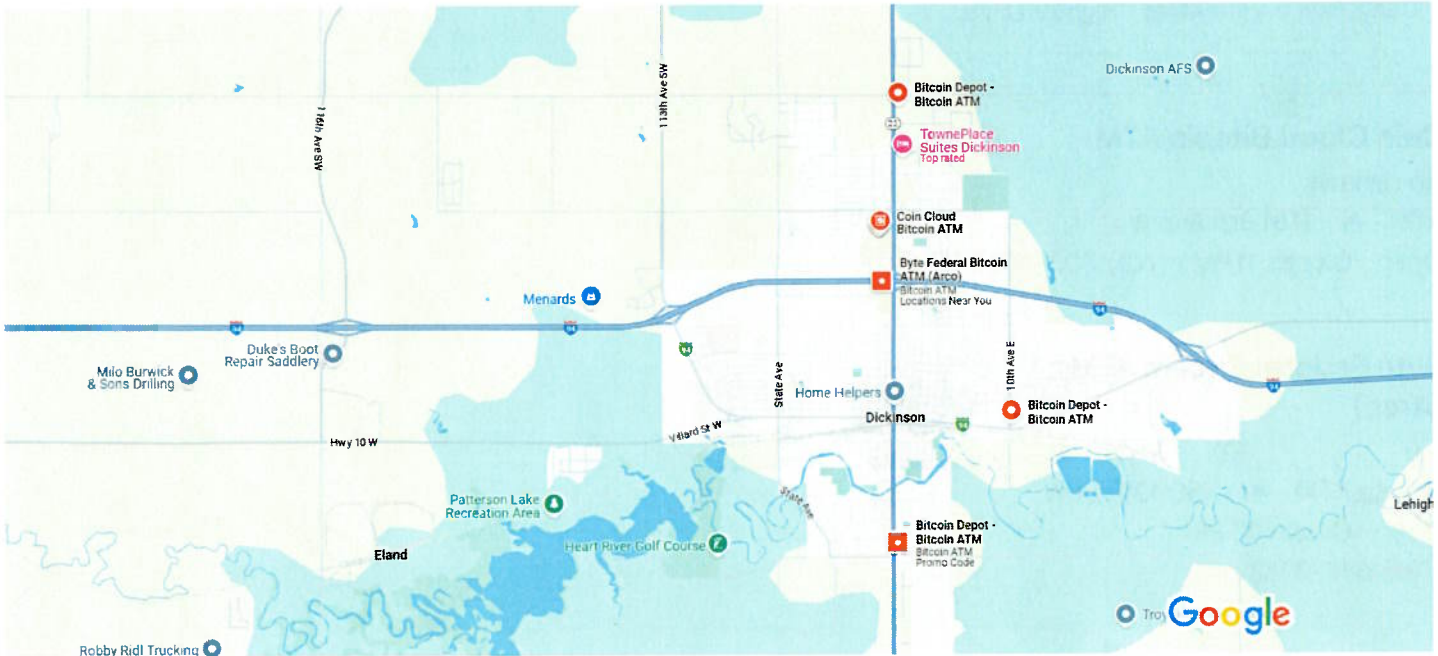 Dickinson AFS
Bitcoin Depot -
Bitcoin ATM
116th Ave SW
113th Ave SW
22
TownePlace
Suites Dickinson
Top rated
Coin Cloud
Bitcoin ATM
Byte Federal Bitcoin
ATM (Arco)
Bitcoin ATM
Locations Near You
Menards
94
94
94
94
94
Duke's Boot
Repair Saddlery
Milo Burwick
& Sons Drilling
State Ave
10th Ave E
Home Helpers
Bitcoin Depot -
Bitcoin ATM
Dickinson
94
Villard St W
Hwy 10 W
Patterson Lake
Recreation Area
State Ave
Lehigh
Bitcoin Depot -
Bitcoin ATM
Bitcoin ATM
Promo Code
Heart River Golf Course
Eland
Troy
Google
Robby Ridl Trucking